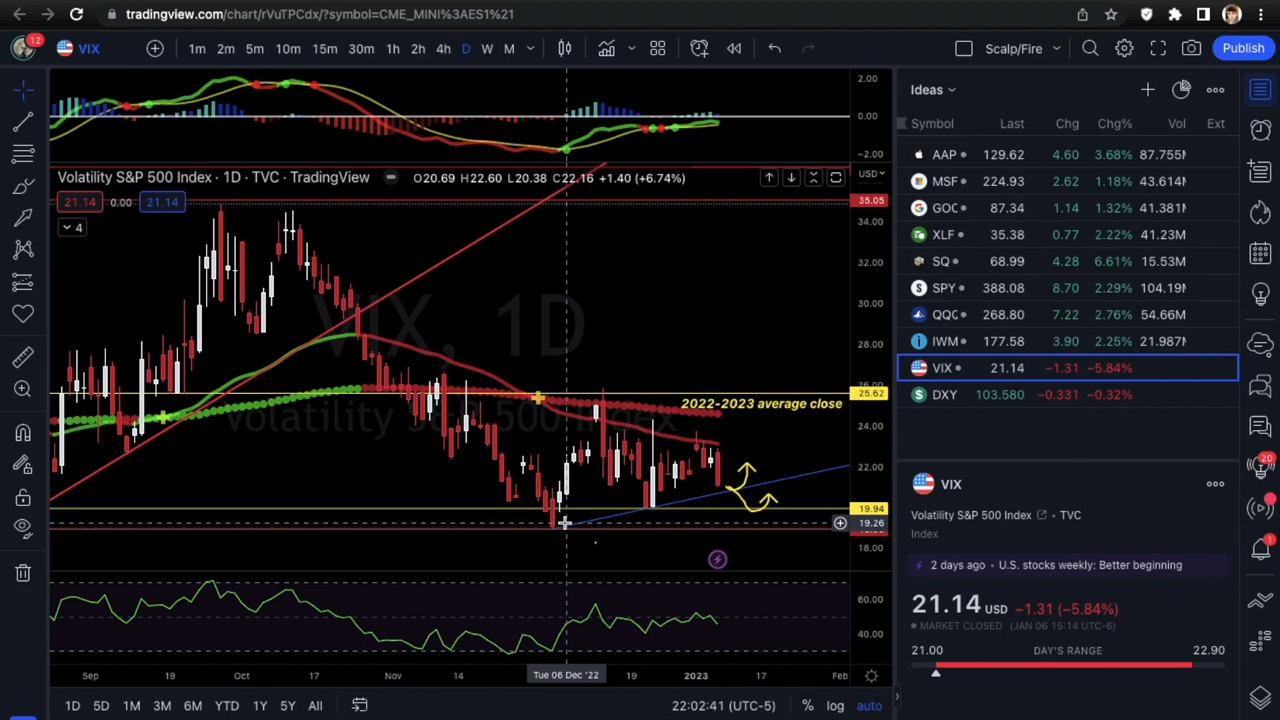 tradingview.com/chart/rVuTPCdx/?symbol=CME_MINI%3AES1%21
12 VIX 1m 2m 5m 10m 15m 30m 1h 2h 4h D W M Scalp/Fire Publish
2.00
0.00
−2.00
Volatility S&P 500 Index · 1D · TVC · TradingView O20.69 H22.60 L20.38 C22.16 +1.40 (+6.74%) USD
21.14 0.00 21.14
4
35.05
34.00
32.00
30.00
28.00
26.00
25.62
24.00
22.00
19.94
19.26
18.00
VIX, 1D
Volatility S&P 500 Index
2022-2023 average close
60.00
40.00
Sep 19 Oct 17 Nov 14 Tue 06 Dec '22 19 2023 17 Feb
1D 5D 1M 3M 6M YTD 1Y 5Y All 22:02:41 (UTC-5) % log auto
Ideas
Symbol Last Chg Chg% Vol Ext
AAP 129.62 4.60 3.68% 87.755M
MSF 224.93 2.62 1.18% 43.614M
GOC 87.34 1.14 1.32% 41.381M
XLF 35.38 0.77 2.22% 41.23M
SQ 68.99 4.28 6.61% 15.53M
SPY 388.08 8.70 2.29% 104.19M
QQC 268.80 7.22 2.76% 54.66M
IWM 177.58 3.90 2.25% 21.987M
VIX 21.14 −1.31 −5.84%
DXY 103.580 −0.331 −0.32%
VIX
Volatility S&P 500 Index · TVC
Index
2 days ago · U.S. stocks weekly: Better beginning
21.14 USD −1.31 (−5.84%)
MARKET CLOSED (JAN 06 15:14 UTC-6)
21.00 DAY'S RANGE 22.90
20
1